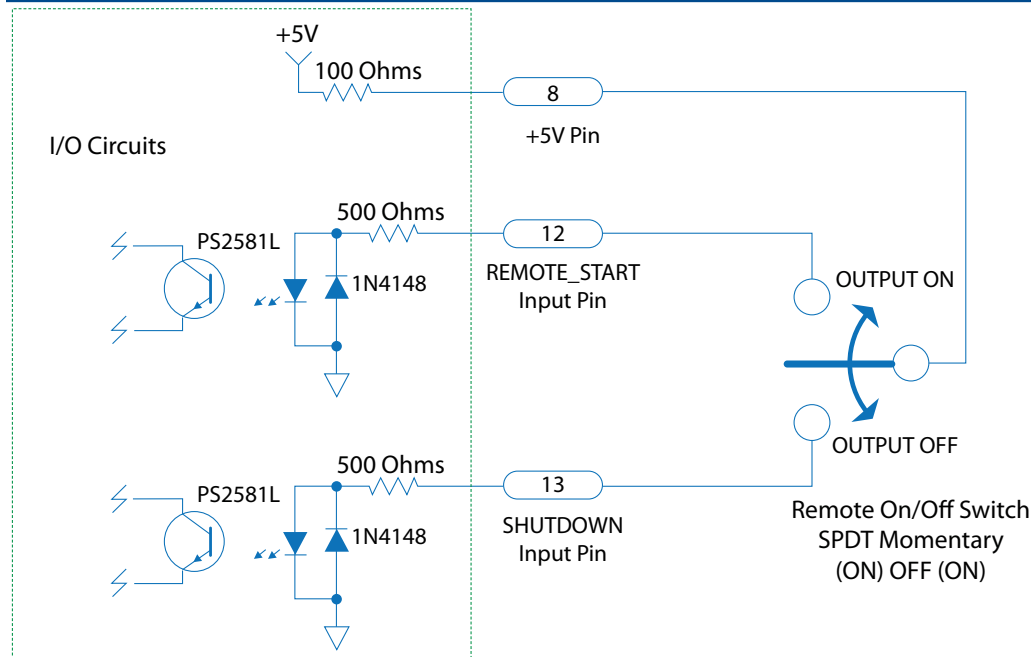 +5V
100 Ohms
8
+5V Pin
I/O Circuits
500 Ohms
PS2581L
12
1N4148
REMOTE_START
Input Pin
OUTPUT ON
OUTPUT OFF
500 Ohms
PS2581L
13
1N4148
SHUTDOWN
Input Pin
Remote On/Off Switch
SPDT Momentary
(ON) OFF (ON)